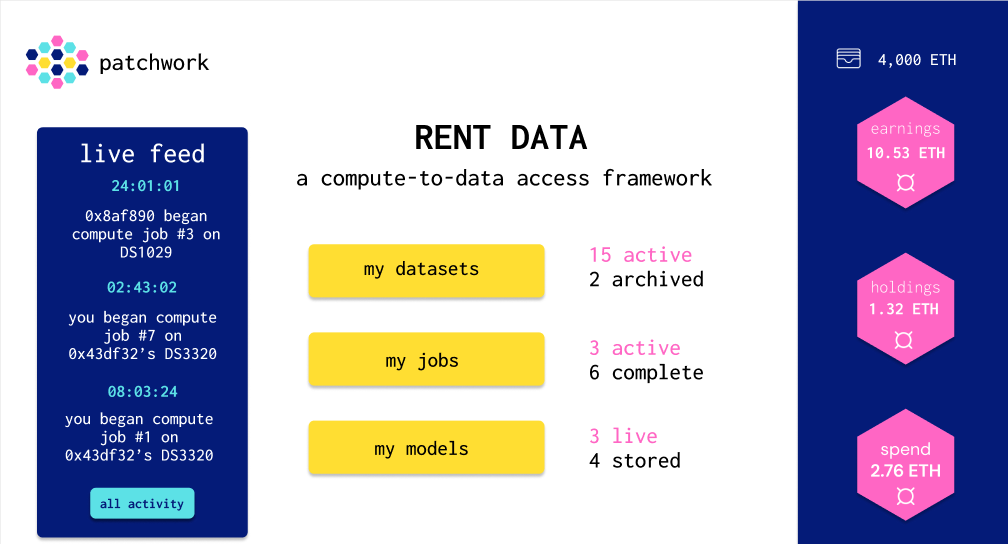 patchwork
4,000 ETH
live feed
24:01:01
0x8af890 began
compute job #3 on
DS1029
02:43:02
you began compute
job #7 on
0x43df32’s DS3320
08:03:24
you began compute
job #1 on
0x43df32’s DS3320
all activity
RENT DATA
a compute-to-data access framework
my datasets
15 active
2 archived
my jobs
3 active
6 complete
my models
3 live
4 stored
earnings
10.53 ETH
holdings
1.32 ETH
spend
2.76 ETH